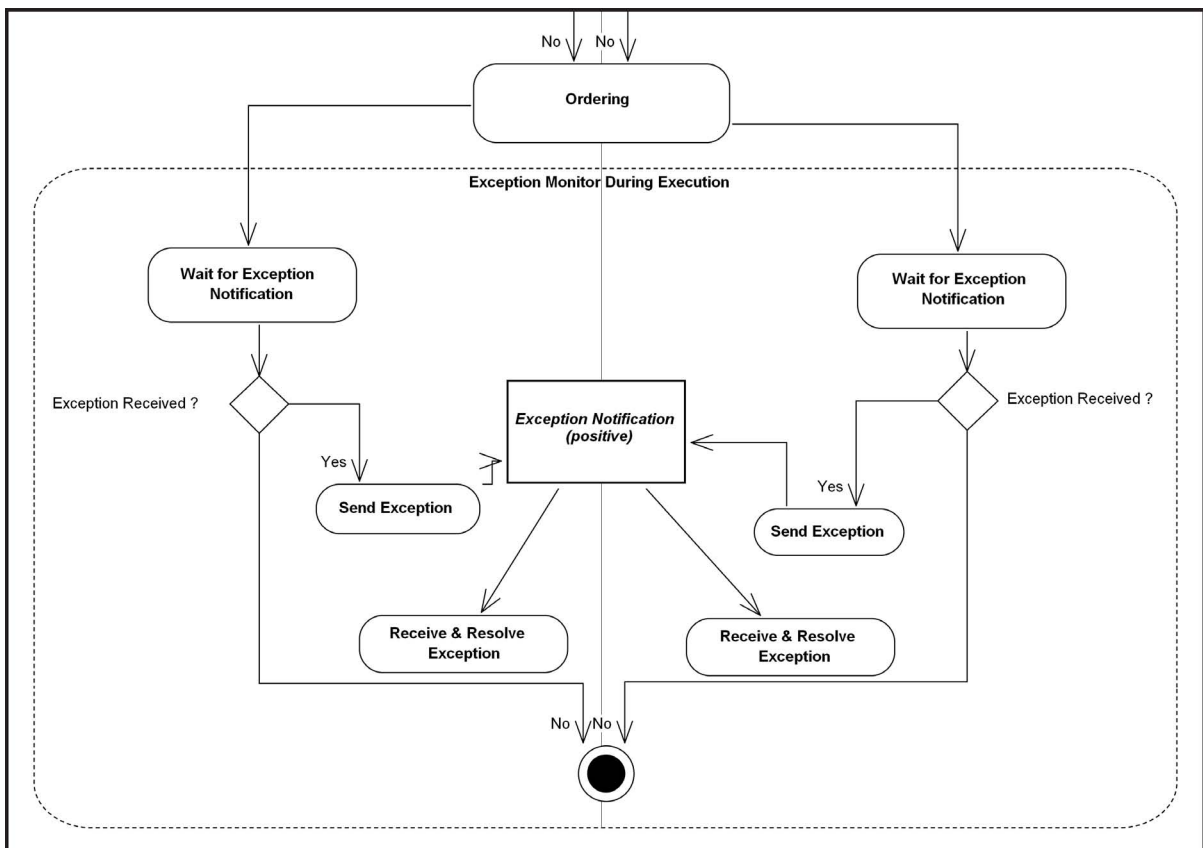 No No
Ordering
Exception Monitor During Execution
Wait for Exception
Notification
Wait for Exception
Notification
Exception Received ?
Exception Received ?
Exception Notification
(positive)
Yes
Yes
Send Exception
Send Exception
Receive & Resolve
Exception
Receive & Resolve
Exception
No No